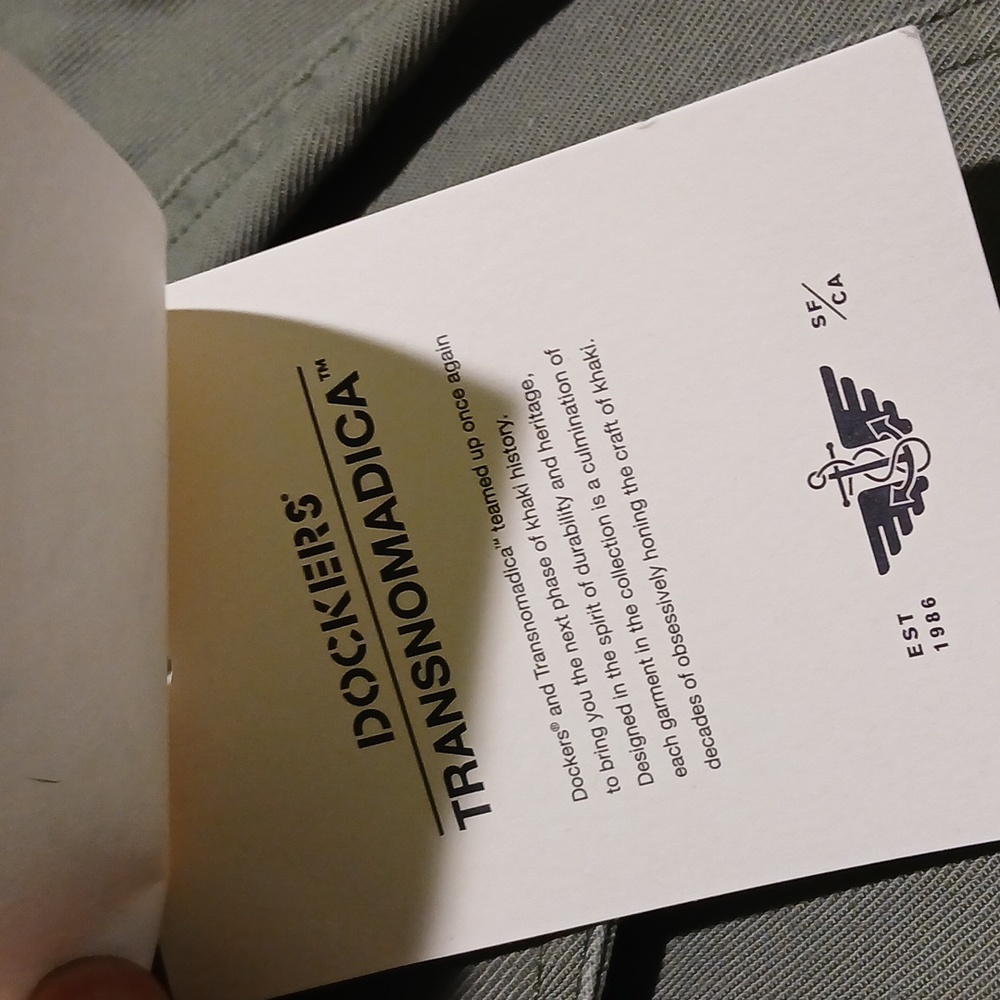 DOCKERS®
TRANSNOMADICA™
Dockers® and Transnomadica™ teamed up once again
to bring you the next phase of khaki history.
Designed in the spirit of durability and heritage,
each garment in the collection is a culmination of
decades of obsessively honing the craft of khaki.
EST
1986
SF/
CA